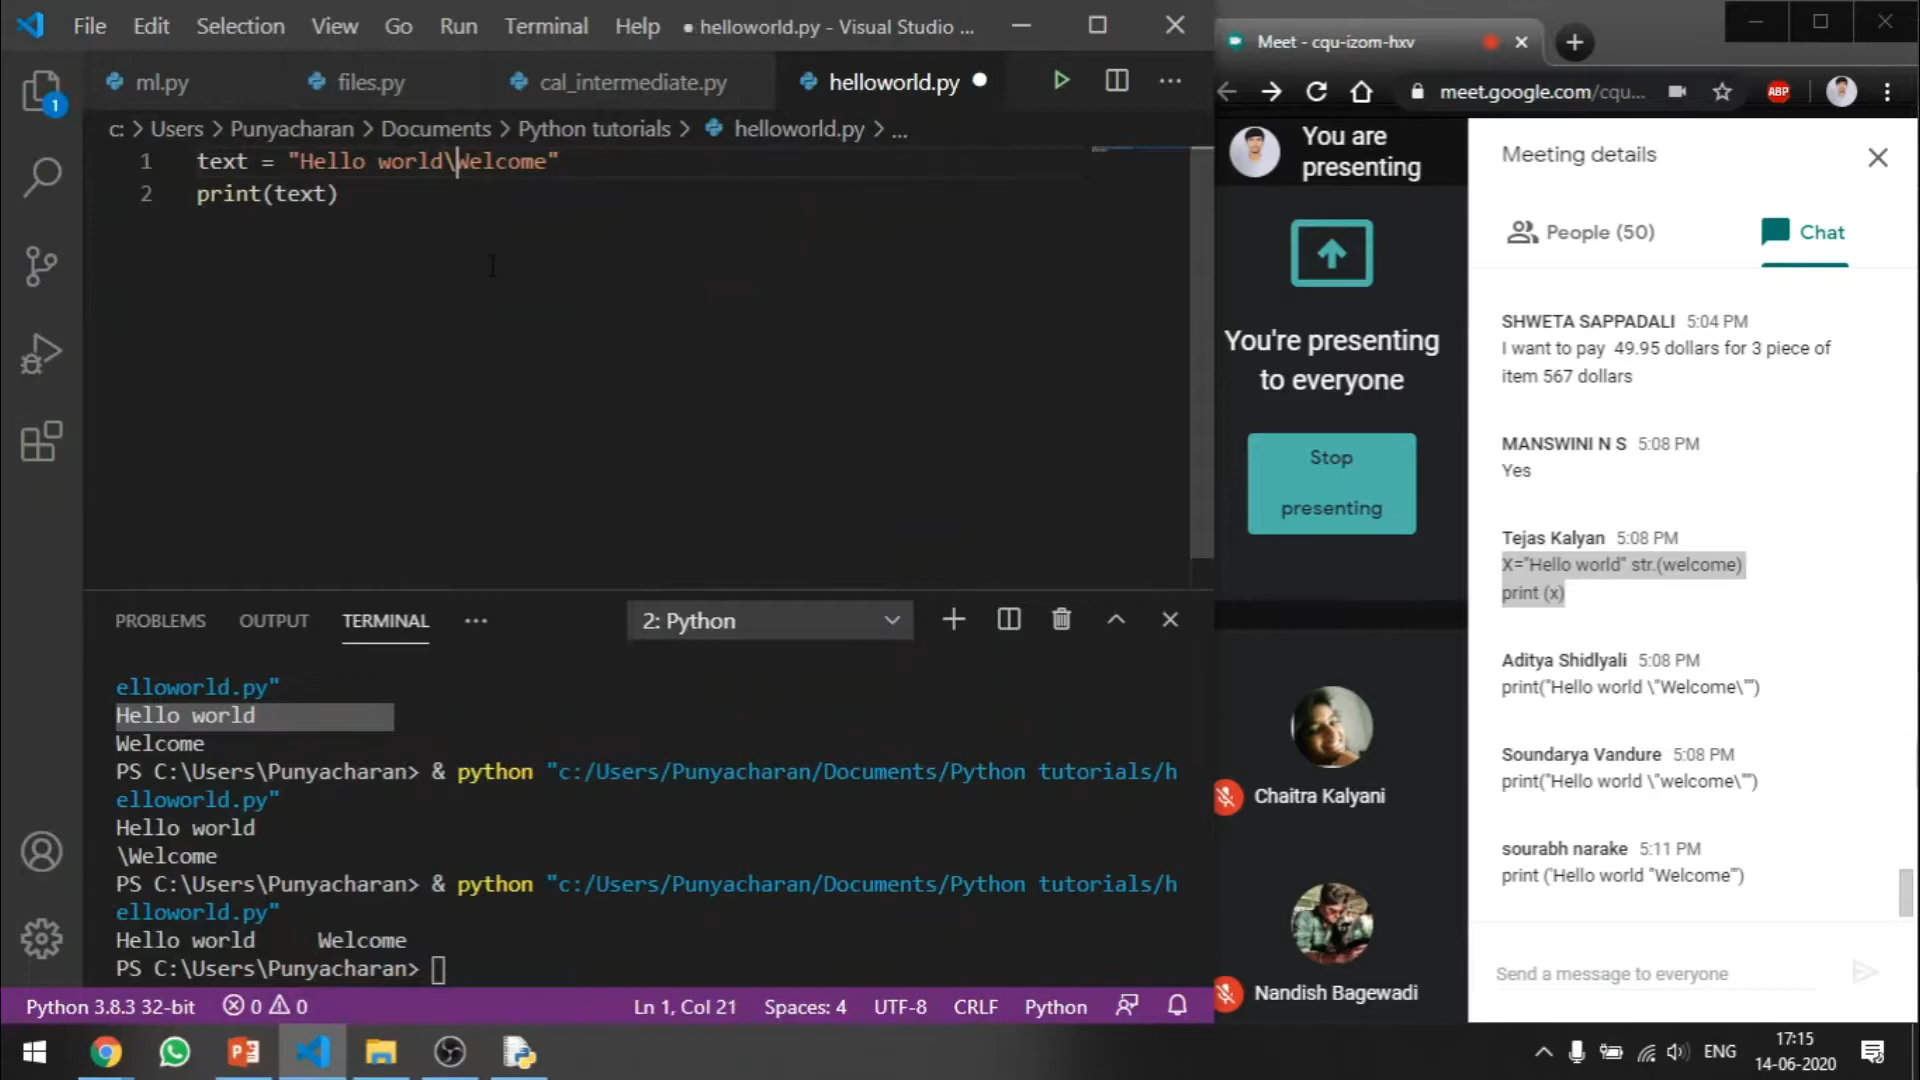 File Edit Selection View Go Run Terminal Help ● helloworld.py - Visual Studio ...
ml.py files.py cal_intermediate.py helloworld.py ● ...
c: > Users > Punyacharan > Documents > Python tutorials > helloworld.py > ...
1 text = "Hello world\Welcome"
2 print(text)
1
PROBLEMS OUTPUT TERMINAL ... 2: Python
elloworld.py"
Hello world
Welcome
PS C:\Users\Punyacharan> & python "c:/Users/Punyacharan/Documents/Python tutorials/h
elloworld.py"
Hello world
\Welcome
PS C:\Users\Punyacharan> & python "c:/Users/Punyacharan/Documents/Python tutorials/h
elloworld.py"
Hello world     Welcome
PS C:\Users\Punyacharan>
Python 3.8.3 32-bit 0 0 Ln 1, Col 21 Spaces: 4 UTF-8 CRLF Python
Meet - cqu-izom-hxv
meet.google.com/cqu... ABP
You are
presenting
You're presenting
to everyone
Stop
presenting
Chaitra Kalyani
Nandish Bagewadi
Meeting details
People (50) Chat
SHWETA SAPPADALI 5:04 PM
I want to pay 49.95 dollars for 3 piece of
item 567 dollars
MANSWINI N S 5:08 PM
Yes
Tejas Kalyan 5:08 PM
X="Hello world" str.(welcome)
print (x)
Aditya Shidlyali 5:08 PM
print("Hello world \"Welcome\"")
Soundarya Vandure 5:08 PM
print("Hello world \"welcome\"")
sourabh narake 5:11 PM
print ('Hello world "Welcome"')
Send a message to everyone
ENG 17:15
14-06-2020